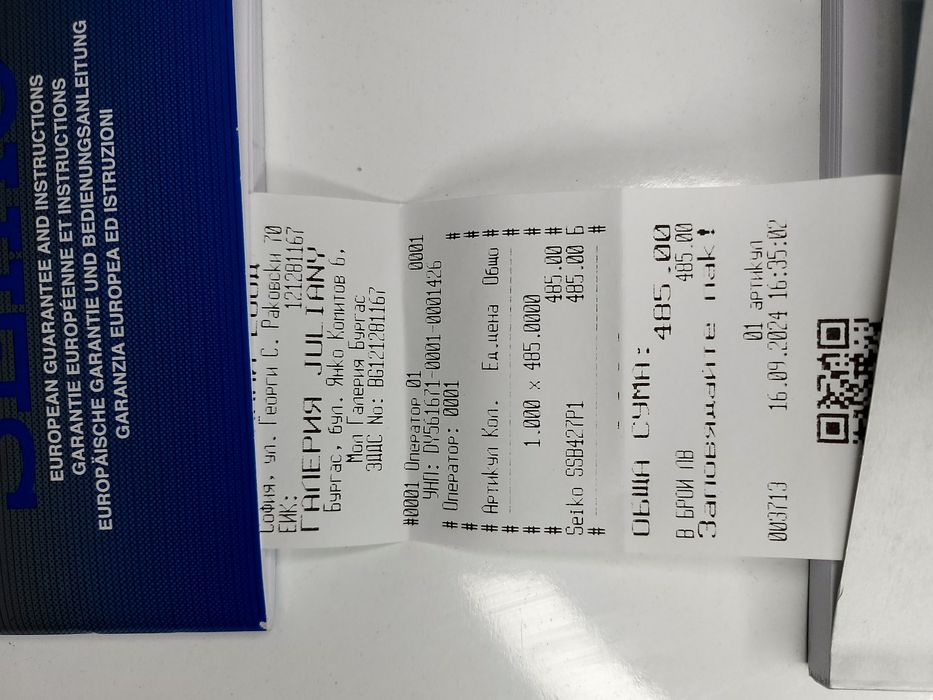 SEIKO
EUROPEAN GUARANTEE AND INSTRUCTIONS
GARANTIE EUROPÉENNE ET INSTRUCTIONS
EUROPÄISCHE GARANTIE UND BEDIENUNGSANLEITUNG
GARANZIA EUROPEA ED ISTRUZIONI
София, ул. Георги С. Раковски 70
ЕИК: 121281167
ГАЛЕРИЯ JULIANY
Бургас, бул. Янко Комитов 6,
Мол Галерия Бургас
ЗДДС No: BG121281167
#0001 Оператор 01 0001
УНП: DY561671-0001-0001426
# Оператор: 0001 #
# #
# Артикул Кол. Ед.цена Общо #
# #
# 1.000 x 485.0000 #
# 485.00
Seiko SSB427P1 485.00 Б
# #
ОБЩА СУМА: 485.00
В БРОЙ ЛВ 485.00
Заповядайте пак!
01 артикул
003713 16.09.2024 16:35:02